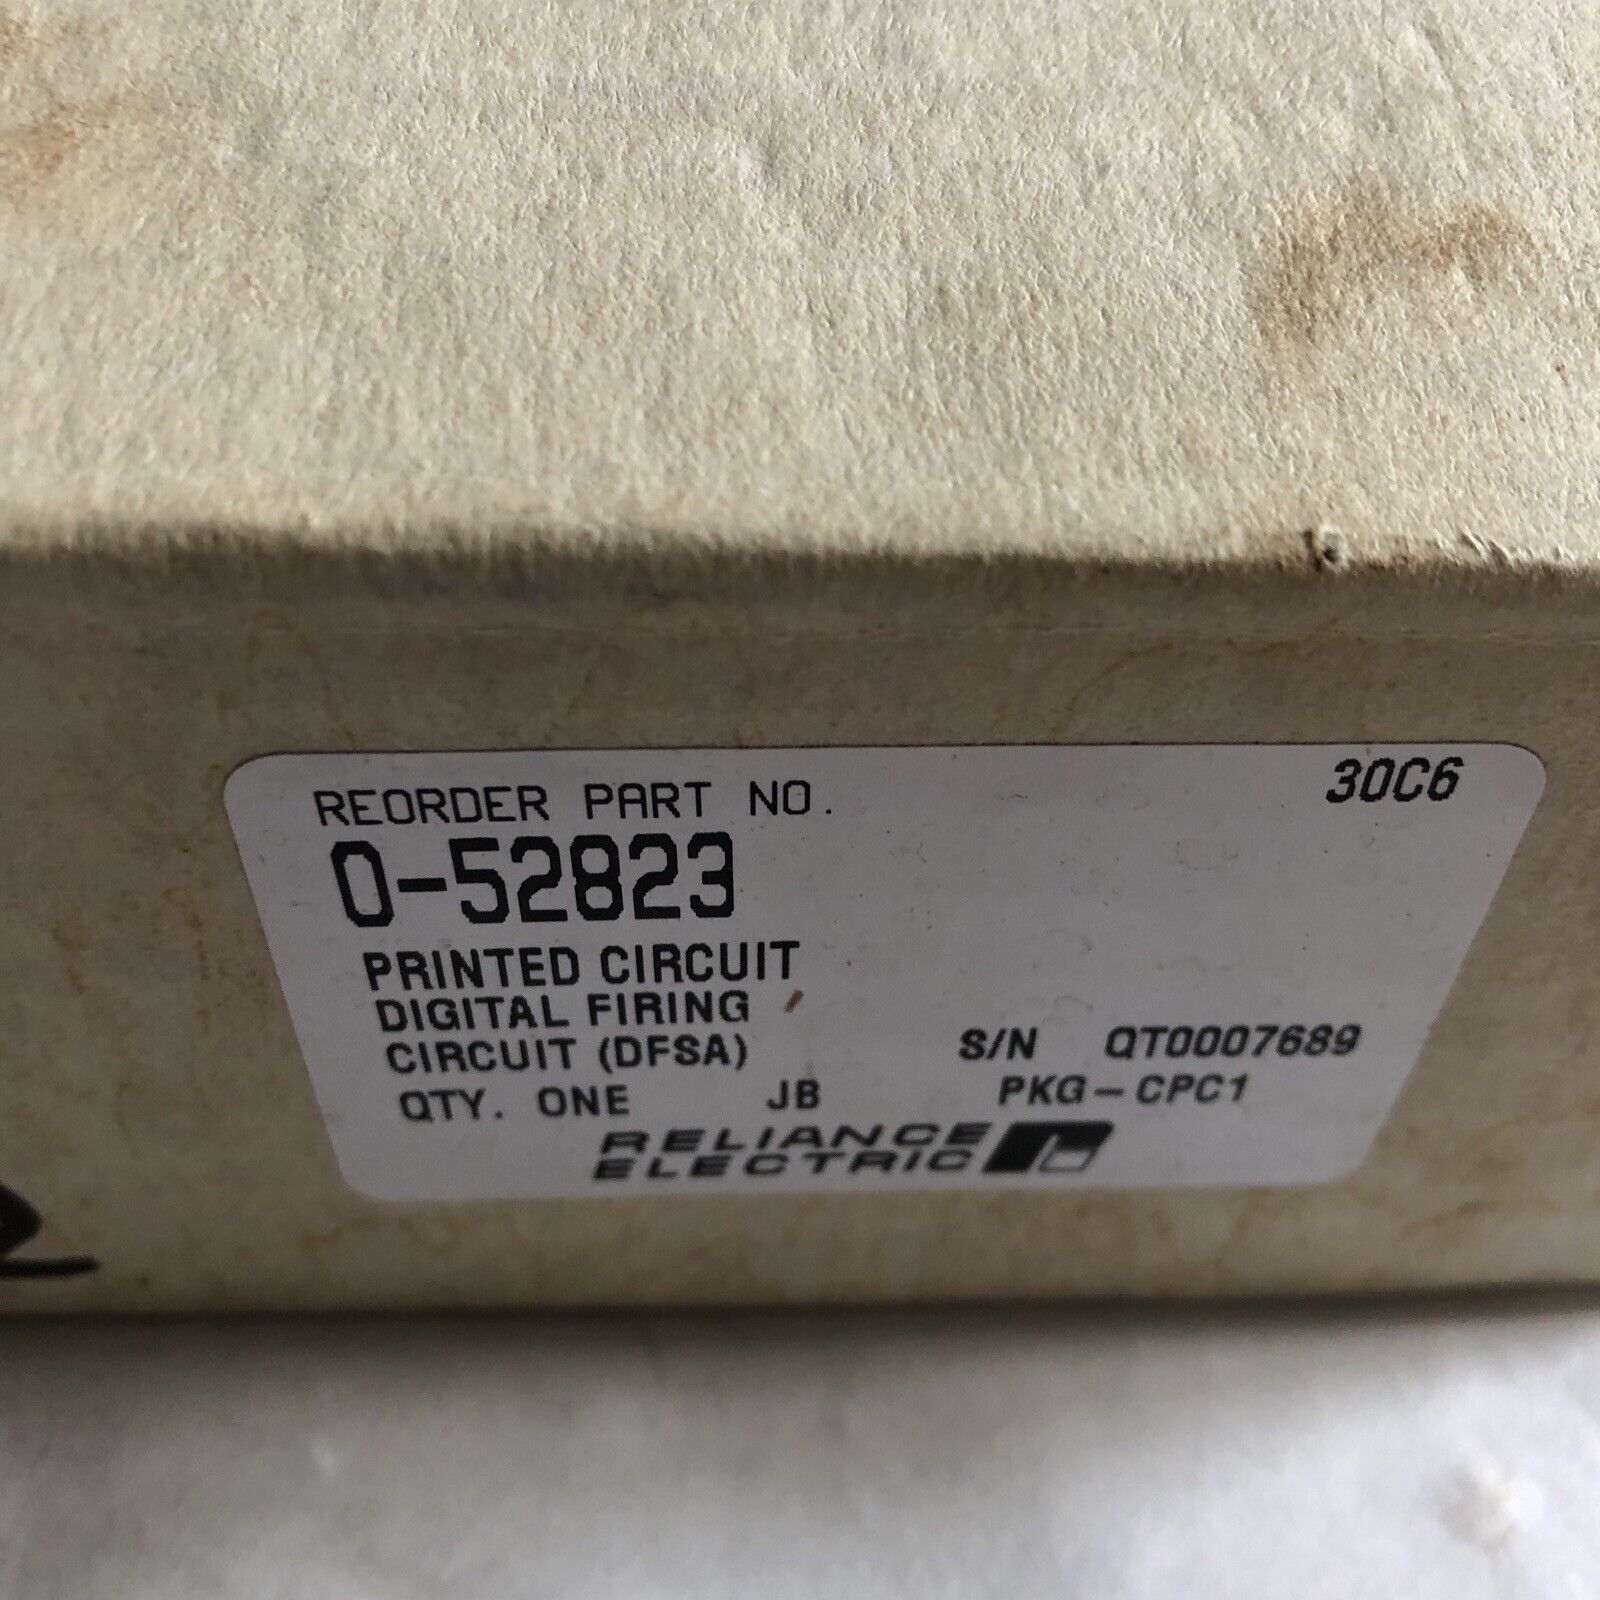 REORDER PART NO. 30C6
0-52823
PRINTED CIRCUIT
DIGITAL FIRING
CIRCUIT (DFSA) S/N QT0007689
QTY. ONE JB PKG-CPC1
RELIANCE
ELECTRIC